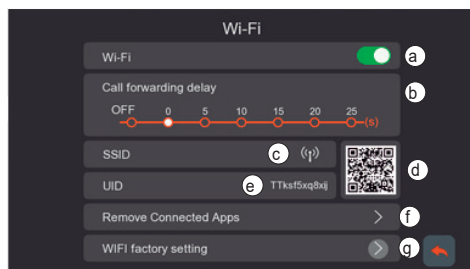 Wi-Fi
Wi-Fi a
Call forwarding delay b
OFF 0 5 10 15 20 25
(s)
SSID c
d
UID e TTksf5xq8xij
Remove Connected Apps f
WIFI factory setting g